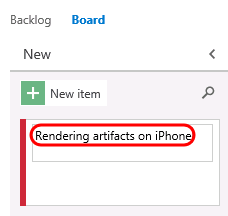 Backlog Board
New
New item
Rendering artifacts on iPhone